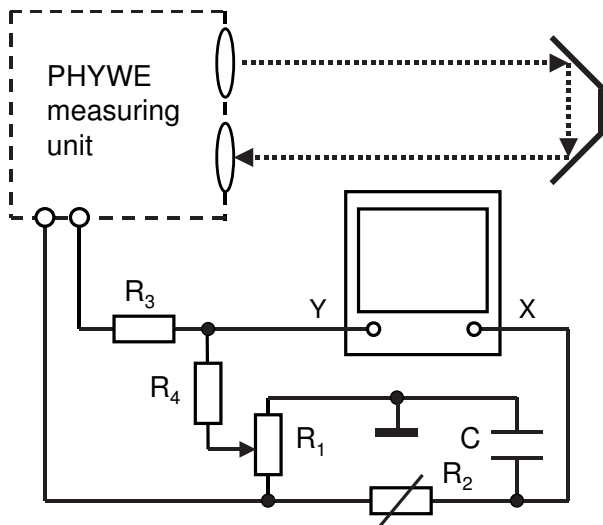 PHYWE
measuring
unit
R3
Y
X
R4
R1
C
R2